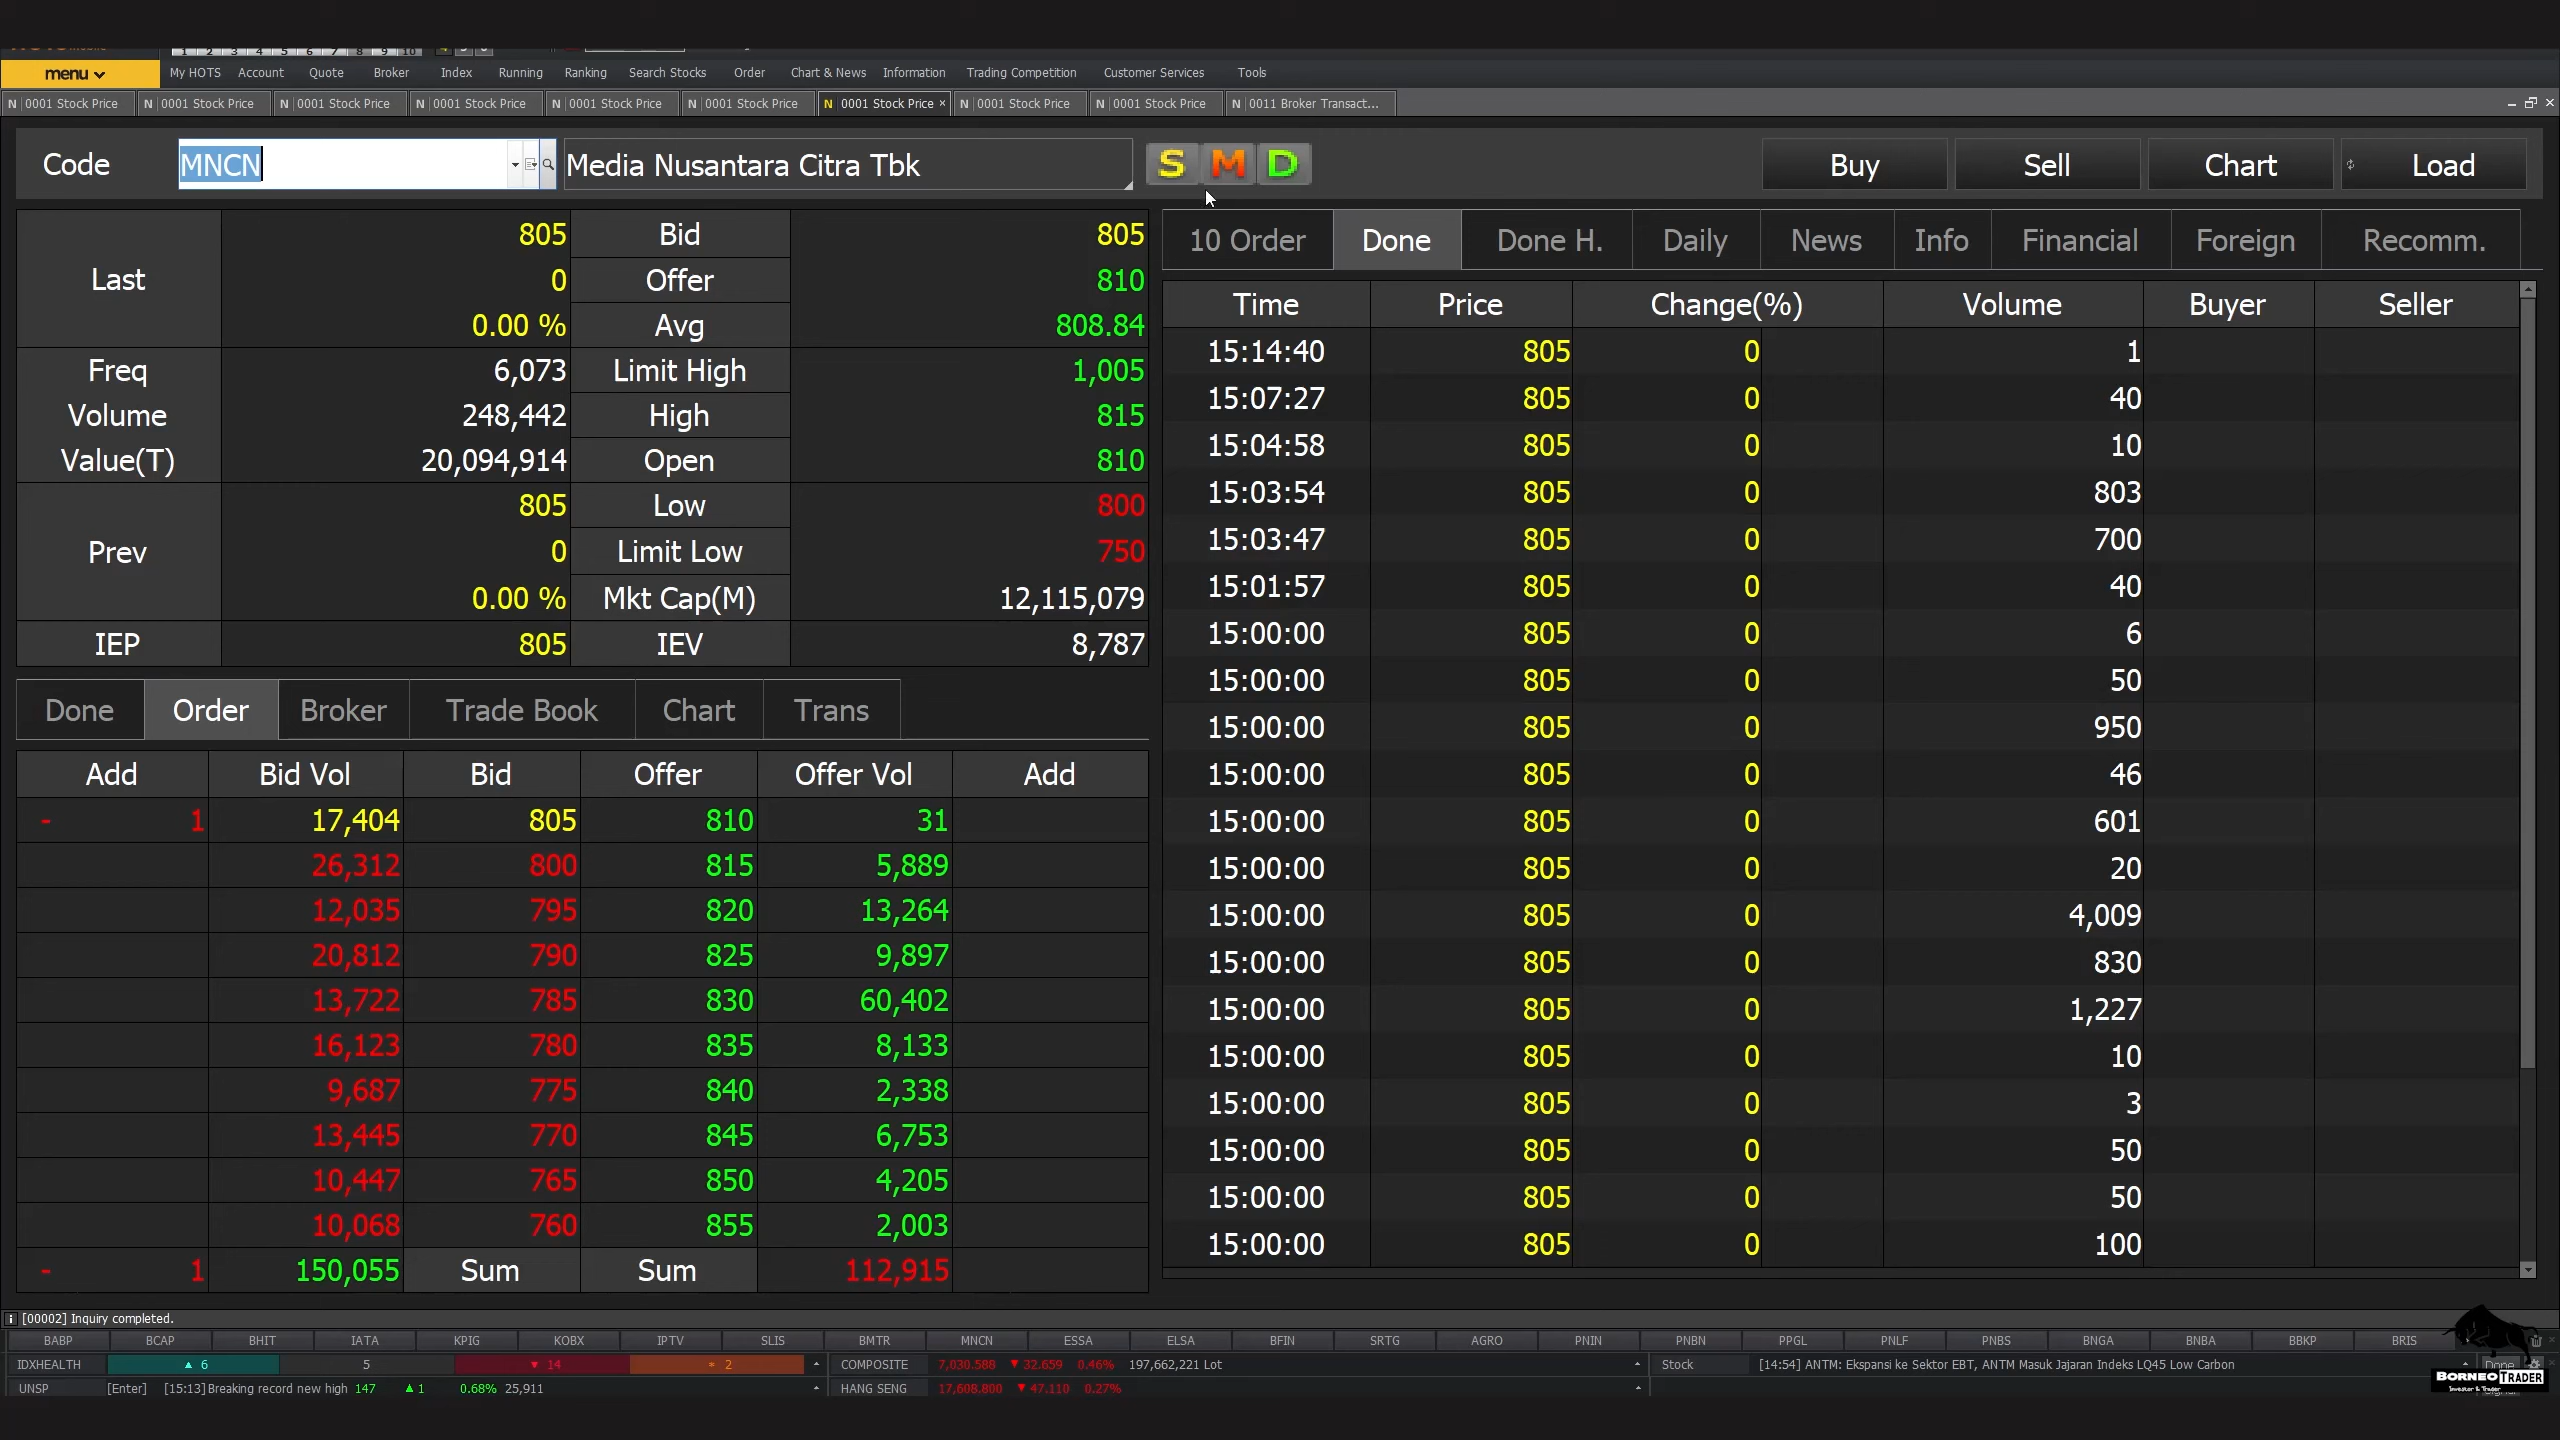 1 2 3 4 5 6 7 8 9 10
menu My HOTS Account Quote Broker Index Running Ranking Search Stocks Order Chart & News Information Trading Competition Customer Services Tools
N 0001 Stock Price N 0001 Stock Price N 0001 Stock Price N 0001 Stock Price N 0001 Stock Price N 0001 Stock Price N 0001 Stock Price × N 0001 Stock Price N 0001 Stock Price N 0011 Broker Transact...
Code MNCN Media Nusantara Citra Tbk S M D Buy Sell Chart Load
Last 805 Bid 805
0 Offer 810
0.00 % Avg 808.84
Freq 6,073 Limit High 1,005
Volume 248,442 High 815
Value(T) 20,094,914 Open 810
Prev 805 Low 800
0 Limit Low 750
0.00 % Mkt Cap(M) 12,115,079
IEP 805 IEV 8,787
Done Order Broker Trade Book Chart Trans
Add Bid Vol Bid Offer Offer Vol Add
- 1 17,404 805 810 31
26,312 800 815 5,889
12,035 795 820 13,264
20,812 790 825 9,897
13,722 785 830 60,402
16,123 780 835 8,133
9,687 775 840 2,338
13,445 770 845 6,753
10,447 765 850 4,205
10,068 760 855 2,003
- 1 150,055 Sum Sum 112,915
10 Order Done Done H. Daily News Info Financial Foreign Recomm.
Time Price Change(%) Volume Buyer Seller
15:14:40 805 0 1
15:07:27 805 0 40
15:04:58 805 0 10
15:03:54 805 0 803
15:03:47 805 0 700
15:01:57 805 0 40
15:00:00 805 0 6
15:00:00 805 0 50
15:00:00 805 0 950
15:00:00 805 0 46
15:00:00 805 0 601
15:00:00 805 0 20
15:00:00 805 0 4,009
15:00:00 805 0 830
15:00:00 805 0 1,227
15:00:00 805 0 10
15:00:00 805 0 3
15:00:00 805 0 50
15:00:00 805 0 50
15:00:00 805 0 100
[00002] Inquiry completed.
BABP BCAP BHIT IATA KPIG KOBX IPTV SLIS BMTR MNCN ESSA ELSA BFIN SRTG AGRO PNIN PNBN PPGL PNLF PNBS BNGA BNBA BBKP BRIS
IDXHEALTH ▲ 6 5 ▼ 14 2 COMPOSITE 7,030.588 ▼ 32.659 0.46% 197,662,221 Lot Stock [14:54] ANTM: Ekspansi ke Sektor EBT, ANTM Masuk Jajaran Indeks LQ45 Low Carbon Done
UNSP [Enter] [15:13]Breaking record new high 147 ▲ 1 0.68% 25,911 HANG SENG 17,608.800 ▼ 47.110 0.27%
BORNEO TRADER
Investor & Trader